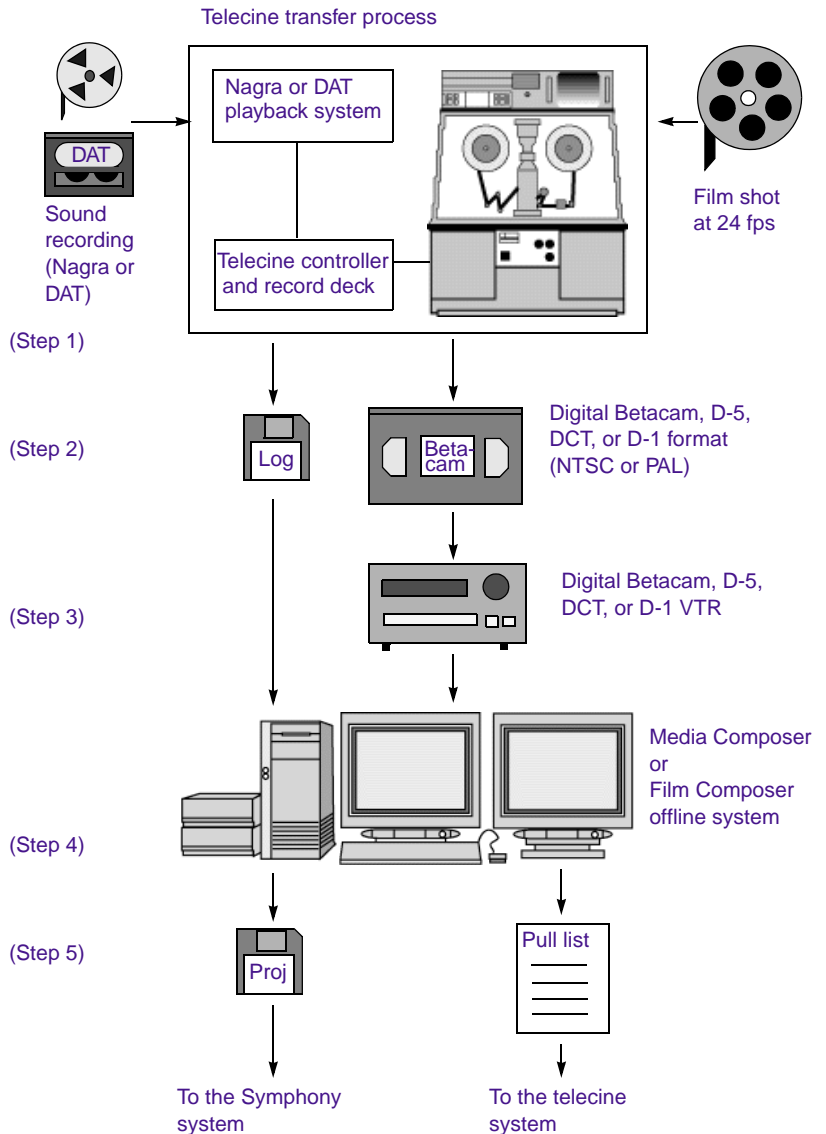 Telecine transfer process
Nagra or DAT
playback system
DAT
Sound
recording
(Nagra or
DAT)
Film shot
at 24 fps
Telecine controller
and record deck
(Step 1)
(Step 2)
Log
Beta-
cam
Digital Betacam, D-5,
DCT, or D-1 format
(NTSC or PAL)
(Step 3)
Digital Betacam, D-5,
DCT, or D-1 VTR
Media Composer
or
Film Composer
offline system
(Step 4)
(Step 5)
Proj
Pull list
To the Symphony
system
To the telecine
system